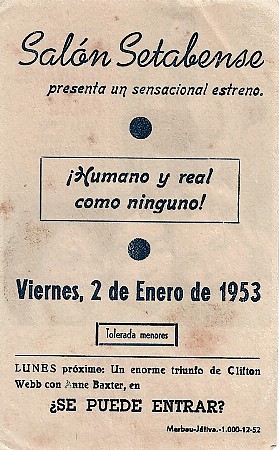 Salón Setabense
presenta un sensacional estreno.
¡Humano y real
como ninguno!
Viernes, 2 de Enero de 1953
Tolerada menores
LUNES próximo: Un enorme triunfo de Clifton
Webb con Anne Baxter, en
¿SE PUEDE ENTRAR?
Marbau-Játiva.-1.000-12-52